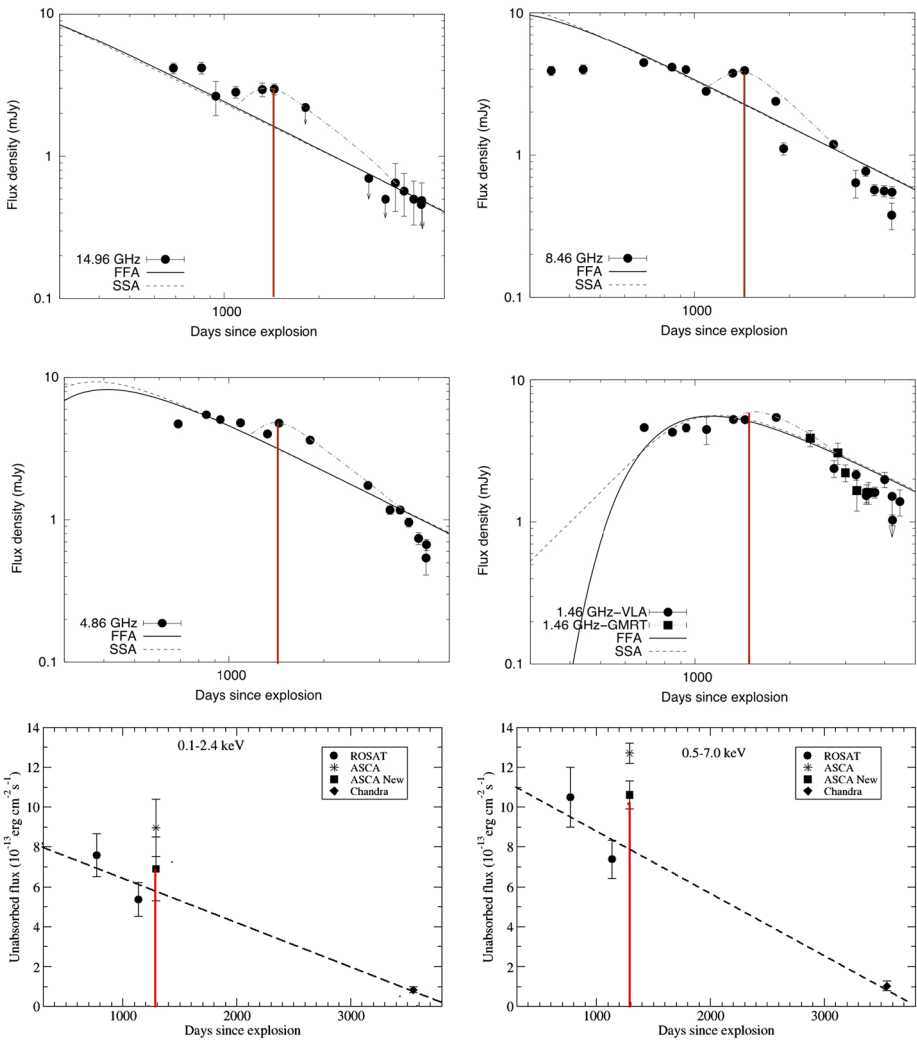 10
1
0.1
Flux density (mJy)
14.96 GHz
FFA
SSA
1000
Days since explosion
10
1
0.1
Flux density (mJy)
8.46 GHz
FFA
SSA
1000
Days since explosion
10
1
0.1
Flux density (mJy)
4.86 GHz
FFA
SSA
1000
Days since explosion
10
1
0.1
Flux density (mJy)
1.46 GHz−VLA
1.46 GHz−GMRT
FFA
SSA
1000
Days since explosion
14
12
10
8
6
4
2
0
Unabsorbed flux (10⁻¹³ erg cm⁻² s⁻¹)
0.1-2.4 keV
ROSAT
ASCA
ASCA New
Chandra
1000 2000 3000
Days since explosion
14
12
10
8
6
4
2
0
Unabsorbed flux (10⁻¹³ erg cm⁻² s⁻¹)
0.5-7.0 keV
ROSAT
ASCA
ASCA New
Chandra
1000 2000 3000
Days since explosion